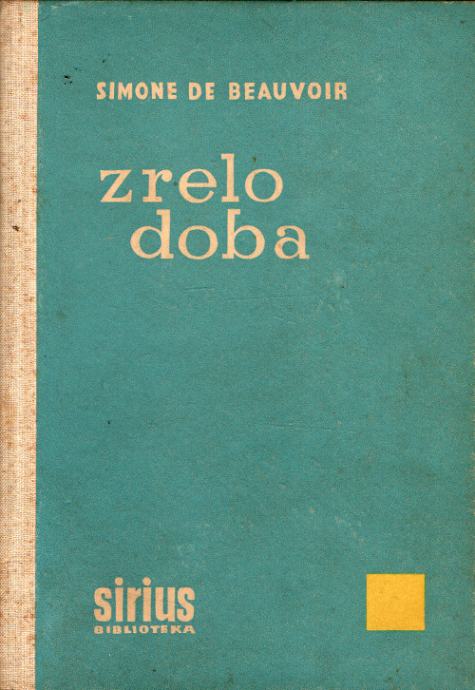 SIMONE DE BEAUVOIR
zrelo
doba
sirius
BIBLIOTEKA